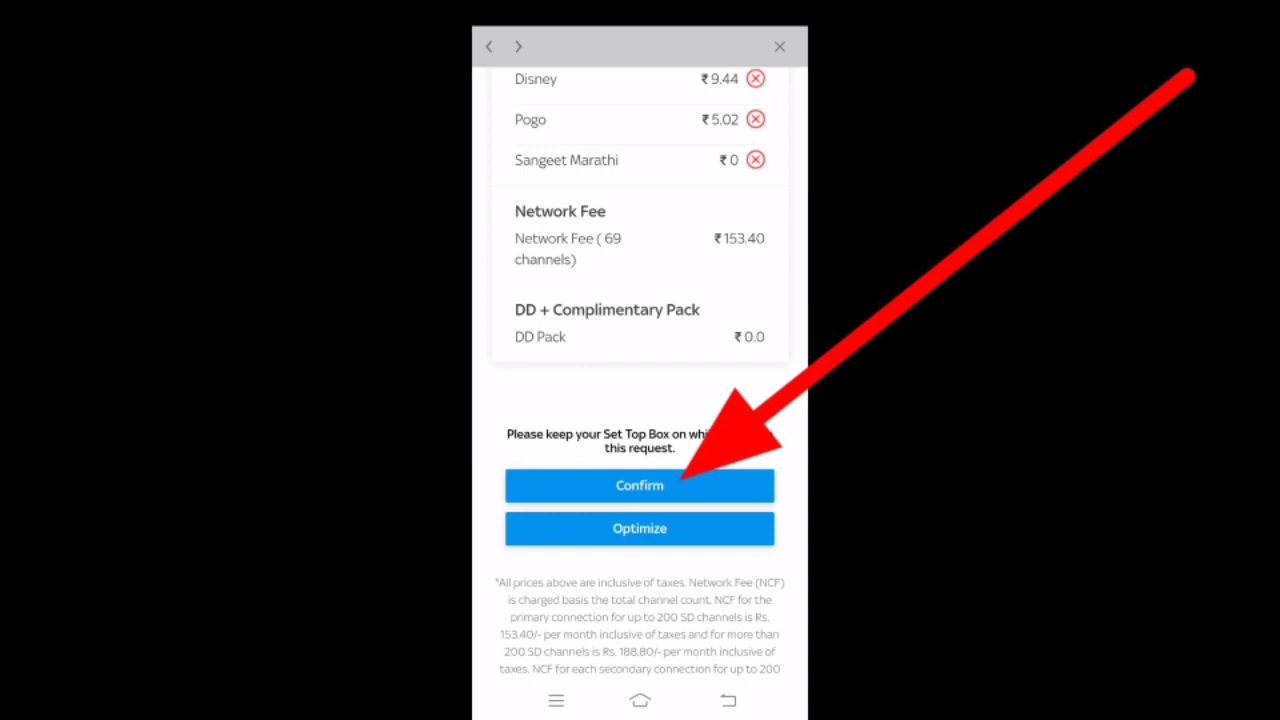 Disney ₹ 9.44
Pogo ₹ 5.02
Sangeet Marathi ₹ 0
Network Fee
Network Fee ( 69 ₹ 153.40
channels)
DD + Complimentary Pack
DD Pack ₹ 0.0
Please keep your Set Top Box on
this request.
Confirm
Optimize
*All prices above are inclusive of taxes. Network Fee (NCF)
is charged basis the total channel count. NCF for the
primary connection for up to 200 SD channels is Rs.
153.40/- per month inclusive of taxes and for more than
200 SD channels is Rs. 188.80/- per month inclusive of
taxes. NCF for each secondary connection for up to 200